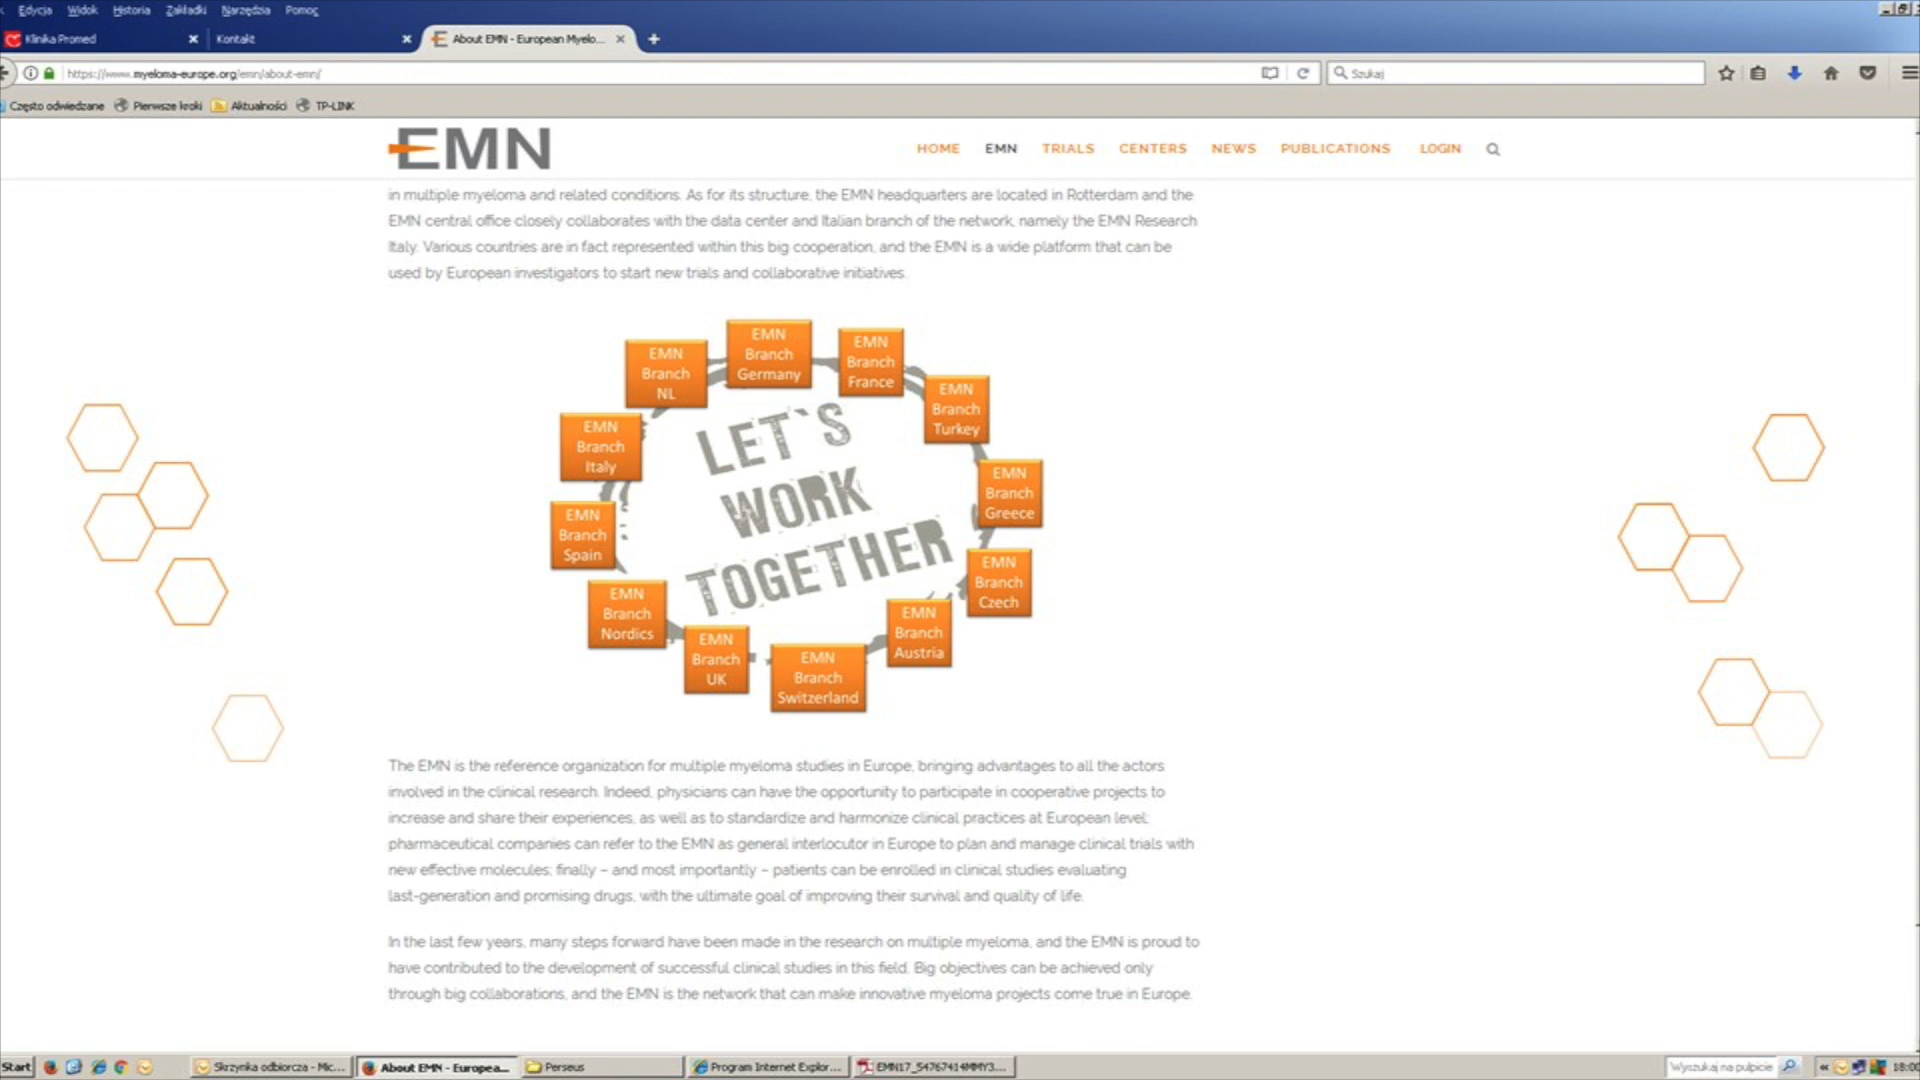 Edycja Widok Historia Zakładki Narzędzia Pomoc
Klinika Promed Kontakt About EMN - European Myelo...
https://www.myeloma-europe.org/emn/about-emn/ Szukaj
Często odwiedzane Pierwsze kroki Aktualności TP-LINK
EMN HOME EMN TRIALS CENTERS NEWS PUBLICATIONS LOGIN
in multiple myeloma and related conditions. As for its structure, the EMN headquarters are located in Rotterdam and the
EMN central office closely collaborates with the data center and Italian branch of the network, namely the EMN Research
Italy. Various countries are in fact represented within this big cooperation, and the EMN is a wide platform that can be
used by European investigators to start new trials and collaborative initiatives.
EMN
Branch
Germany
EMN
Branch
France
EMN
Branch
NL
EMN
Branch
Turkey
EMN
Branch
Italy
LET`S
WORK
TOGETHER
EMN
Branch
Greece
EMN
Branch
Spain
EMN
Branch
Czech
EMN
Branch
Nordics
EMN
Branch
Austria
EMN
Branch
UK
EMN
Branch
Switzerland
The EMN is the reference organization for multiple myeloma studies in Europe, bringing advantages to all the actors
involved in the clinical research. Indeed, physicians can have the opportunity to participate in cooperative projects to
increase and share their experiences, as well as to standardize and harmonize clinical practices at European level;
pharmaceutical companies can refer to the EMN as general interlocutor in Europe to plan and manage clinical trials with
new effective molecules; finally – and most importantly – patients can be enrolled in clinical studies evaluating
last-generation and promising drugs, with the ultimate goal of improving their survival and quality of life.
In the last few years, many steps forward have been made in the research on multiple myeloma, and the EMN is proud to
have contributed to the development of successful clinical studies in this field. Big objectives can be achieved only
through big collaborations, and the EMN is the network that can make innovative myeloma projects come true in Europe.
Start Skrzynka odbiorcza - Mic... About EMN - Europea... Perseus Program Internet Explor... EMN17_54767414MMY3... Wyszukaj na pulpicie 18:00